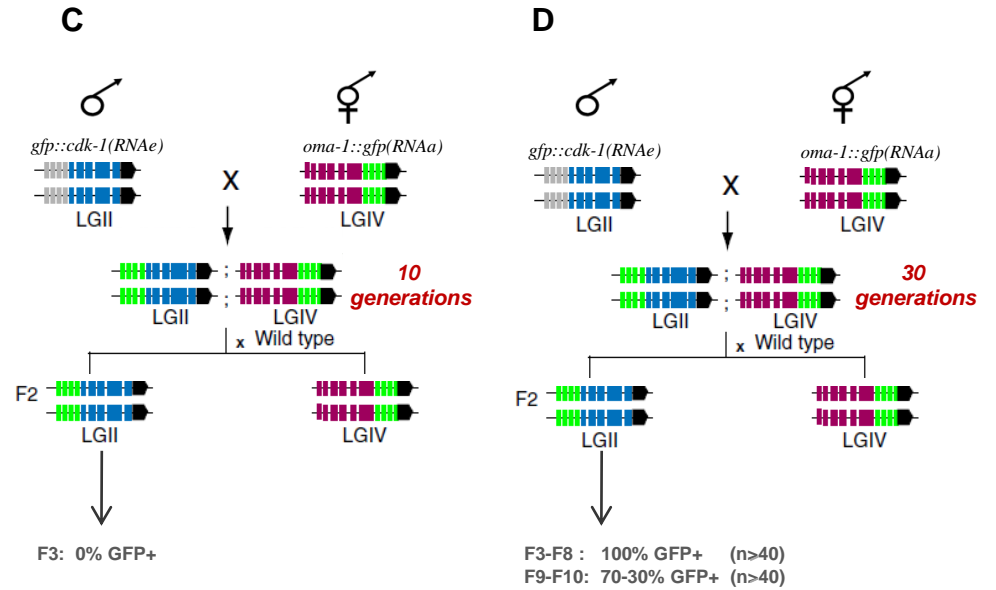 C
gfp::cdk-1(RNAe)
oma-1::gfp(RNAa)
X
LGII
LGIV
;
;
10
generations
LGII
LGIV
x Wild type
F2
LGII
LGIV
F3: 0% GFP+
D
gfp::cdk-1(RNAe)
oma-1::gfp(RNAa)
X
LGII
LGIV
;
;
30
generations
LGII
LGIV
x Wild type
F2
LGII
LGIV
F3-F8 : 100% GFP+ (n≥40)
F9-F10: 70-30% GFP+ (n≥40)